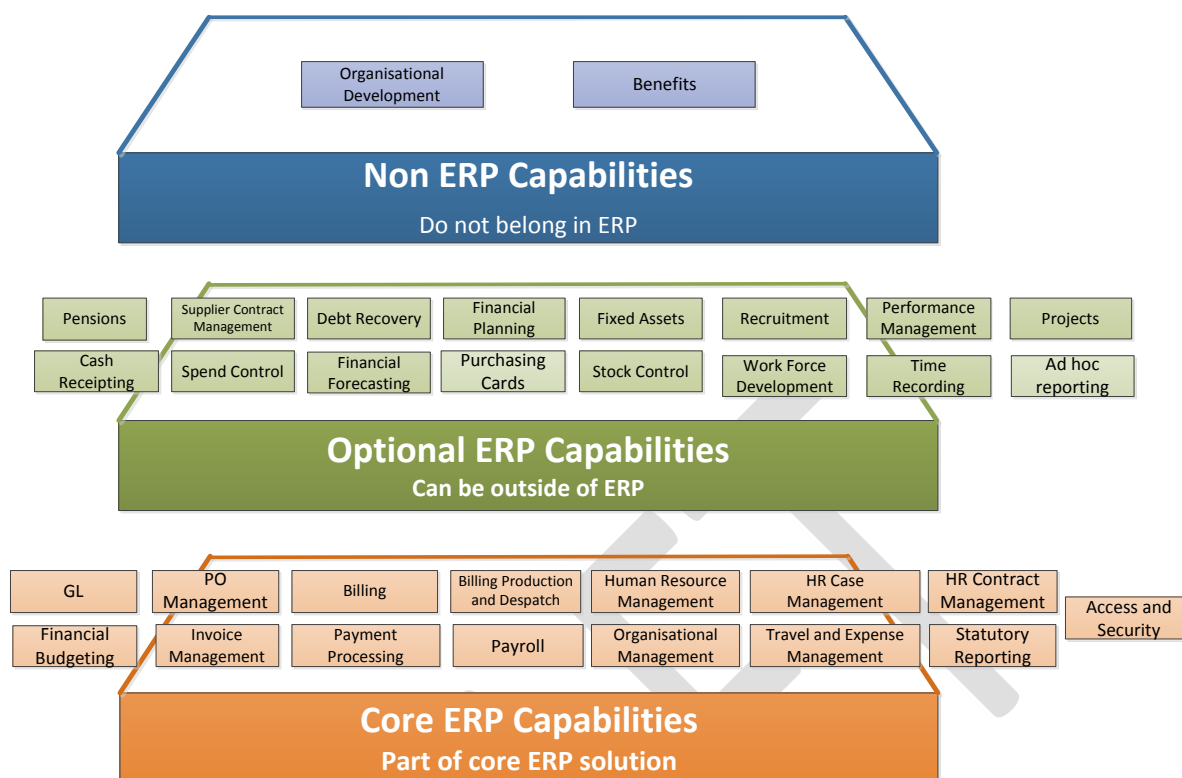 Organisational
Development
Benefits
Non ERP Capabilities
Do not belong in ERP
Pensions
Supplier Contract
Management
Debt Recovery
Financial
Planning
Fixed Assets
Recruitment
Performance
Management
Projects
Cash
Receipting
Spend Control
Financial
Forecasting
Purchasing
Cards
Stock Control
Work Force
Development
Time
Recording
Ad hoc
reporting
Optional ERP Capabilities
Can be outside of ERP
GL
PO
Management
Billing
Billing Production
and Despatch
Human Resource
Management
HR Case
Management
HR Contract
Management
Access and
Security
Financial
Budgeting
Invoice
Management
Payment
Processing
Payroll
Organisational
Management
Travel and Expense
Management
Statutory
Reporting
Core ERP Capabilities
Part of core ERP solution